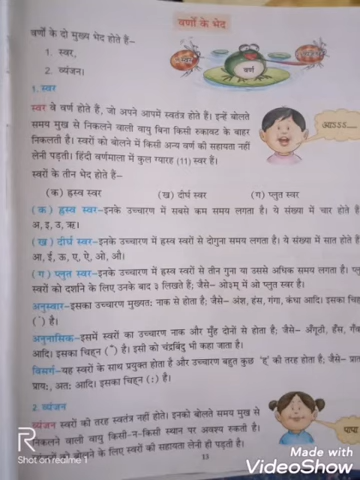 वर्णों के भेद
वर्णों के दो मुख्य भेद होते हैं–
1. स्वर,
2. व्यंजन।
वर्ण
1. स्वर
स्वर वे वर्ण होते हैं, जो अपने आपमें स्वतंत्र होते हैं। इन्हें बोलते
समय मुख से निकलने वाली वायु बिना किसी रुकावट के बाहर
निकलती है। स्वरों को बोलने में किसी अन्य वर्ण की सहायता नहीं
लेनी पड़ती। हिंदी वर्णमाला में कुल ग्यारह (11) स्वर हैं।
आऽऽऽ...
स्वरों के तीन भेद होते हैं–
(क) ह्रस्व स्वर (ख) दीर्घ स्वर (ग) प्लुत स्वर
(क) ह्रस्व स्वर–इनके उच्चारण में सबसे कम समय लगता है। ये संख्या में चार होते हैं
अ, इ, उ, ऋ।
(ख) दीर्घ स्वर–इनके उच्चारण में ह्रस्व स्वरों से दोगुना समय लगता है। ये संख्या में सात होते हैं
आ, ई, ऊ, ए, ऐ, ओ, औ।
(ग) प्लुत स्वर–इनके उच्चारण में ह्रस्व स्वरों से तीन गुना या उससे अधिक समय लगता है।
स्वरों को दर्शाने के लिए उनके बाद ३ लिखते हैं; जैसे– ओ३म् में ओ प्लुत स्वर है।
अनुस्वार–इसका उच्चारण मुख्यतः नाक से होता है; जैसे– अंश, हंस, गंगा, कंघा आदि। इसका
(ं) है।
अनुनासिक–इसमें स्वरों का उच्चारण नाक और मुँह दोनों से होता है; जैसे– अँगूठी, हँस,
आदि। इसका चिह्न (ँ) है। इसी को चंद्रबिंदु भी कहा जाता है।
विसर्ग–यह स्वरों के साथ प्रयुक्त होता है और उच्चारण बहुत कुछ 'ह्' की तरह होता है; जैसे–
प्रायः, अतः आदि। इसका चिह्न (:) है।
2. व्यंजन
व्यंजन स्वरों की तरह स्वतंत्र नहीं होते। इनको बोलते समय मुख से
निकलने वाली वायु किसी-न-किसी स्थान पर अवश्य रुकती है।
को बोलने के लिए स्वरों की सहायता लेनी ही पड़ती है।
पापा
33
R
Shot on realme 1
Made with
VideoShow